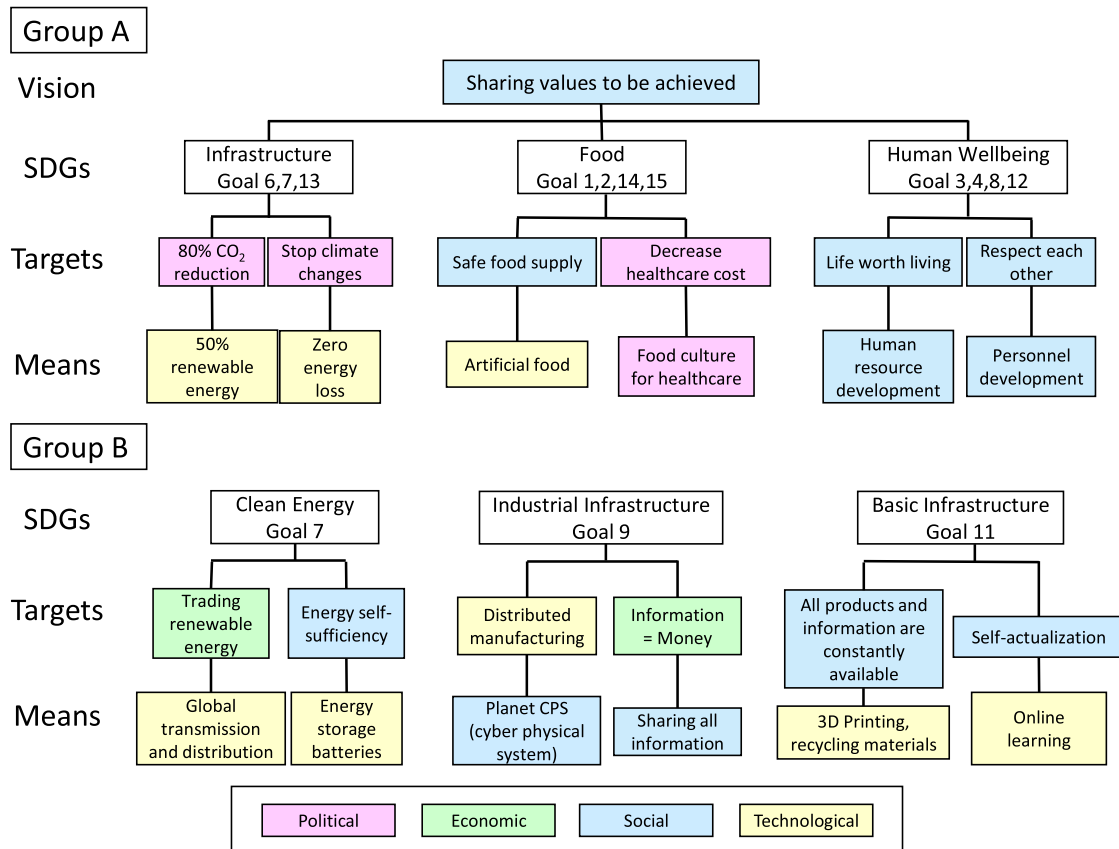 Group A
Vision
Sharing values to be achieved
SDGs
Infrastructure
Goal 6,7,13
Food
Goal 1,2,14,15
Human Wellbeing
Goal 3,4,8,12
Targets
80% CO₂
reduction
Stop climate
changes
Safe food supply
Decrease
healthcare cost
Life worth living
Respect each
other
Means
50%
renewable
energy
Zero
energy
loss
Artificial food
Food culture
for healthcare
Human
resource
development
Personnel
development
Group B
SDGs
Clean Energy
Goal 7
Industrial Infrastructure
Goal 9
Basic Infrastructure
Goal 11
Targets
Trading
renewable
energy
Energy self-
sufficiency
Distributed
manufacturing
Information
= Money
All products and
information are
constantly
available
Self-actualization
Means
Global
transmission
and distribution
Energy
storage
batteries
Planet CPS
(cyber physical
system)
Sharing all
information
3D Printing,
recycling materials
Online
learning
Political
Economic
Social
Technological